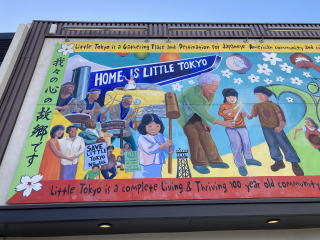 Little Tokyo is a Gathering Place and Destination for Japanese American community and
HOME IS LITTLE TOKYO
我々の心の故郷です
SAVE
LITTLE
TOKYO
Little Tokyo is a complete Living & Thriving 100 year old community